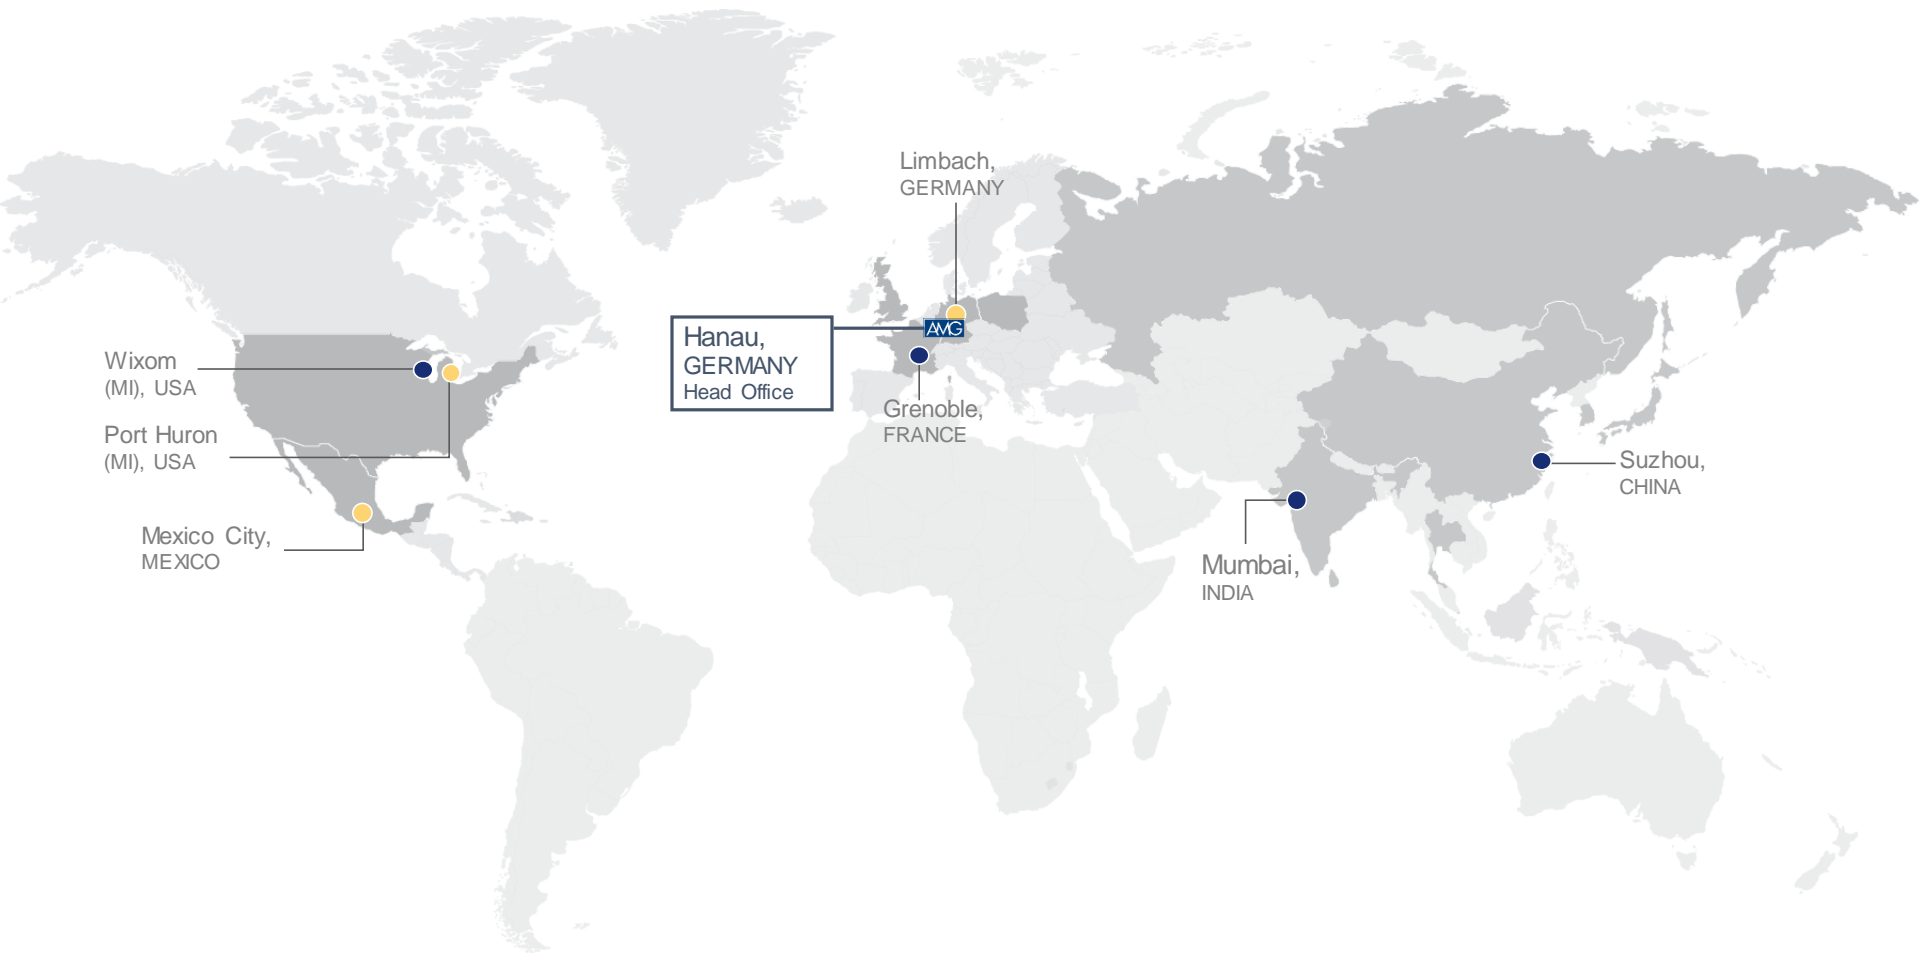 Limbach,
GERMANY
Hanau,
GERMANY
Head Office
AMG
Wixom
(MI), USA
Port Huron
(MI), USA
Grenoble,
FRANCE
Suzhou,
CHINA
Mexico City,
MEXICO
Mumbai,
INDIA